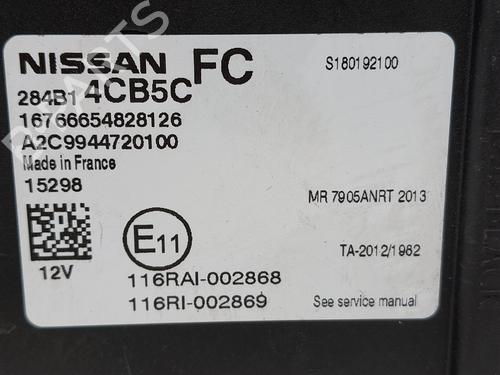 NISSAN FC
S180192100
284B1 4CB5C
16766654828126
A2C9944720100
Made in France
15298
MR 7905ANRT 2013
E11
TA-2012/1982
12V
116RAI-002868
116RI-002869
See service manual